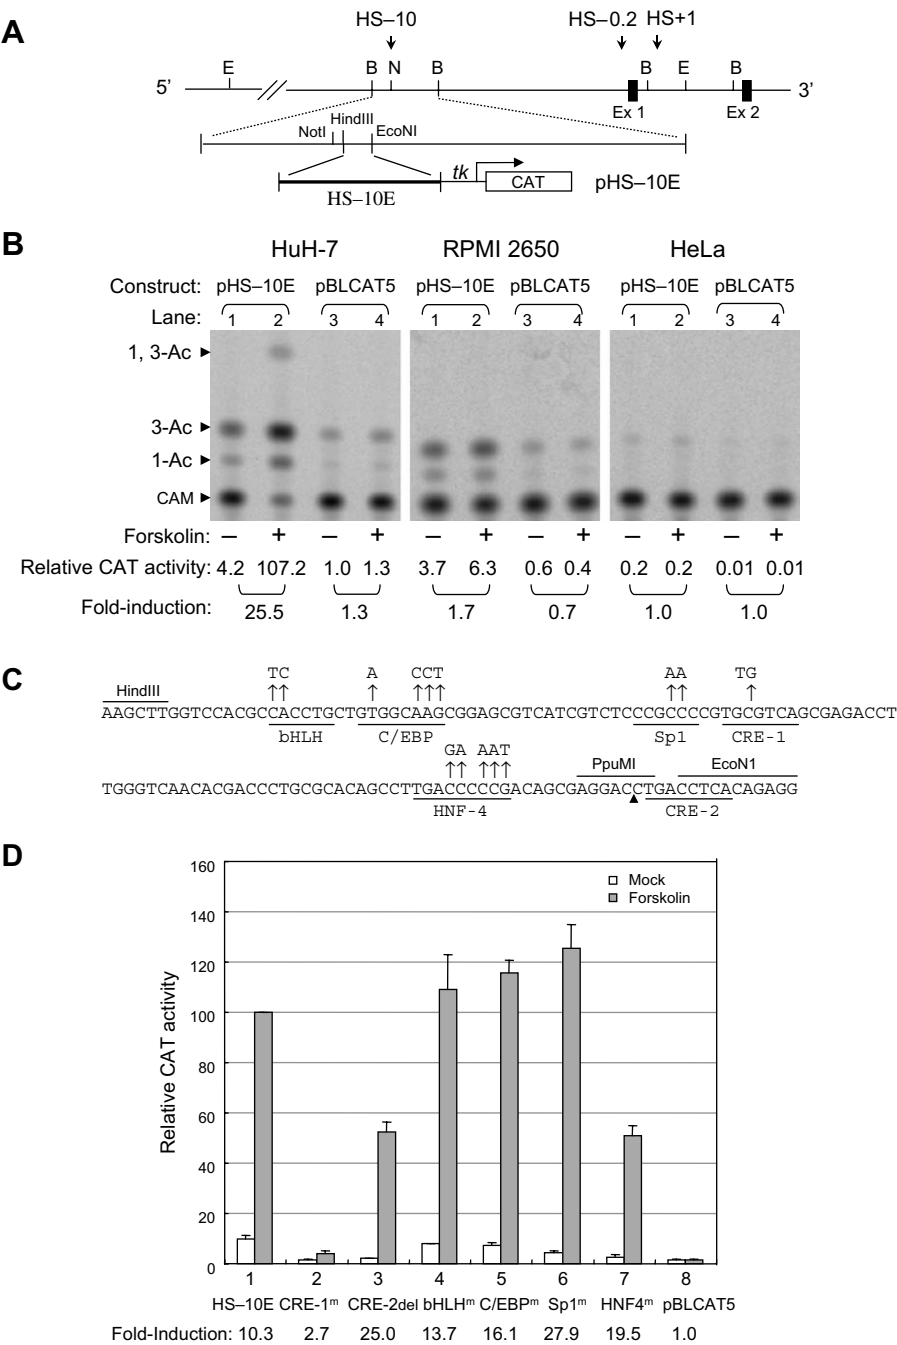 A
HS–10
HS–0.2
HS+1
5’
E
B
N
B
B
E
B
3’
Ex 1
Ex 2
NotI
HindIII
EcoNI
tk
CAT
pHS–10E
HS–10E
B
HuH-7
RPMI 2650
HeLa
Construct:
pHS–10E
pBLCAT5
pHS–10E
pBLCAT5
pHS–10E
pBLCAT5
Lane:
1
2
3
4
1
2
3
4
1
2
3
4
1, 3-Ac
3-Ac
1-Ac
CAM
Forskolin: – + – + – + – + – + – +
Relative CAT activity: 4.2 107.2 1.0 1.3 3.7 6.3 0.6 0.4 0.2 0.2 0.01 0.01
Fold-induction: 25.5 1.3 1.7 0.7 1.0 1.0
C
TC
A
CCT
AA
TG
HindIII
AAGCTTGGTCCACGCCACCTGCTGTGGCAAGCGGAGCGTCATCGTCTCCCGCCCCGTGCGTCAGCGAGACCT
bHLH
C/EBP
Sp1
CRE-1
GA
AAT
PpuMI
EcoN1
TGGGTCAACACGACCCTGCGCACAGCCTTGACCCCCGACAGCGAGGACCTGACCTCACAGAGG
HNF-4
CRE-2
D
Mock
Forskolin
Relative CAT activity
160
140
120
100
80
60
40
20
0
1 2 3 4 5 6 7 8
HS–10E CRE-1m CRE-2del bHLHm C/EBPm Sp1m HNF4m pBLCAT5
Fold-Induction: 10.3 2.7 25.0 13.7 16.1 27.9 19.5 1.0